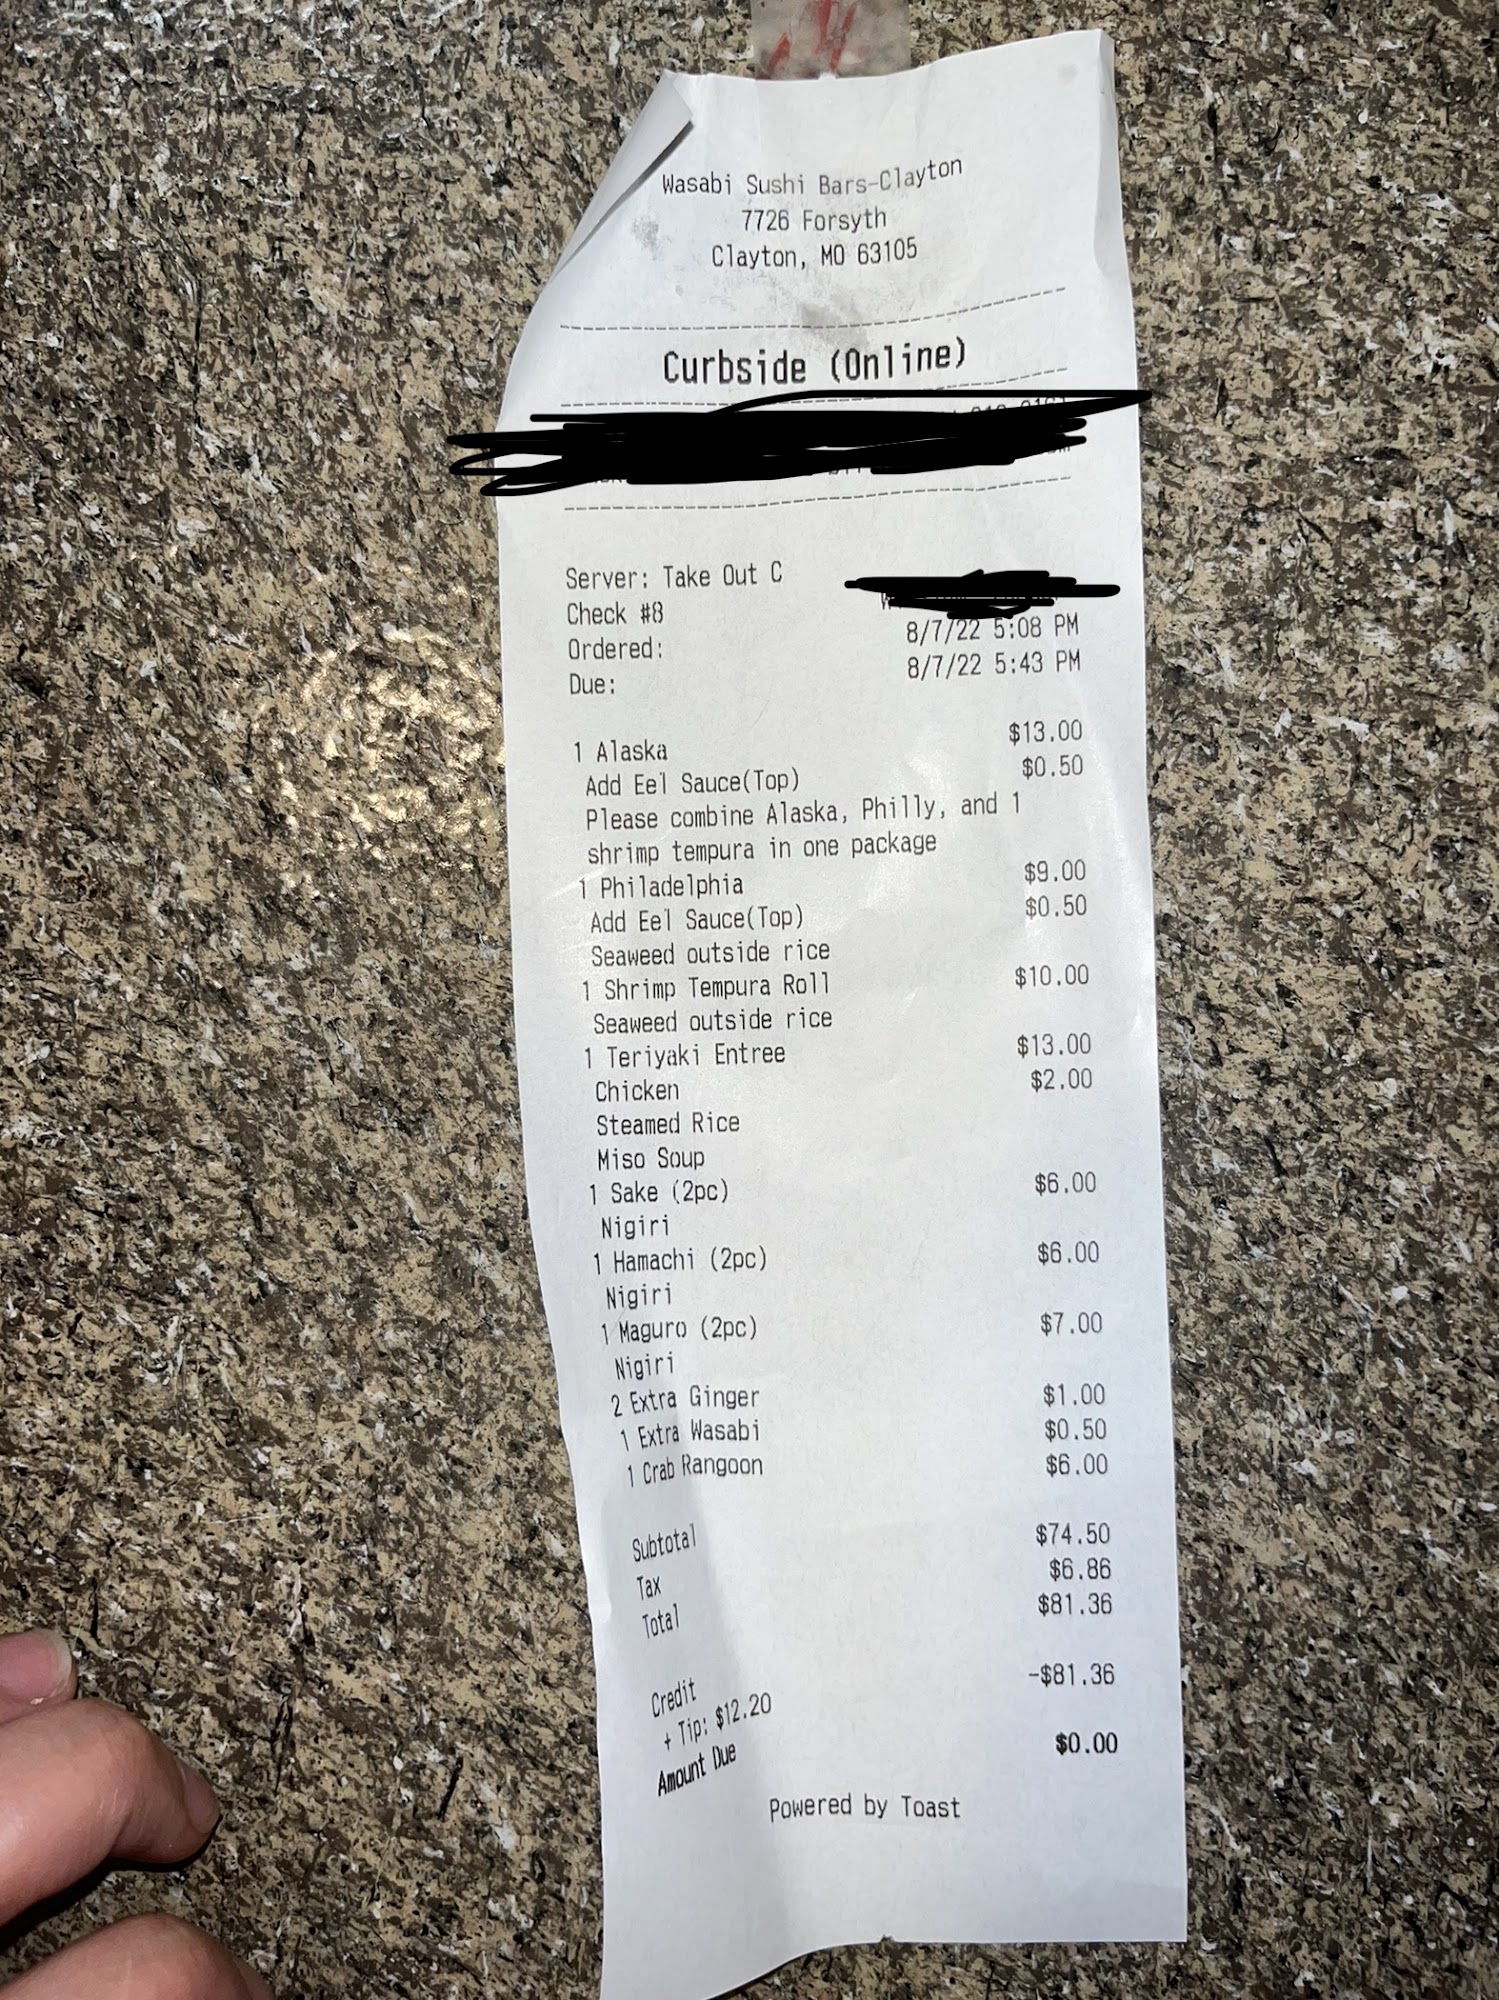 Wasabi Sushi Bars-Clayton
7726 Forsyth
Clayton, MO 63105
Curbside (Online)
Server: Take Out C
Check #8
Ordered: 8/7/22 5:08 PM
Due: 8/7/22 5:43 PM
1 Alaska $13.00
Add Eel Sauce(Top) $0.50
Please combine Alaska, Philly, and 1
shrimp tempura in one package
1 Philadelphia $9.00
Add Eel Sauce(Top) $0.50
Seaweed outside rice
1 Shrimp Tempura Roll $10.00
Seaweed outside rice
1 Teriyaki Entree $13.00
Chicken $2.00
Steamed Rice
Miso Soup
1 Sake (2pc) $6.00
Nigiri
1 Hamachi (2pc) $6.00
Nigiri
1 Maguro (2pc) $7.00
Nigiri
2 Extra Ginger $1.00
1 Extra Wasabi $0.50
1 Crab Rangoon $6.00
Subtotal $74.50
Tax $6.86
Total $81.36
Credit -$81.36
+ Tip: $12.20
Amount Due $0.00
Powered by Toast